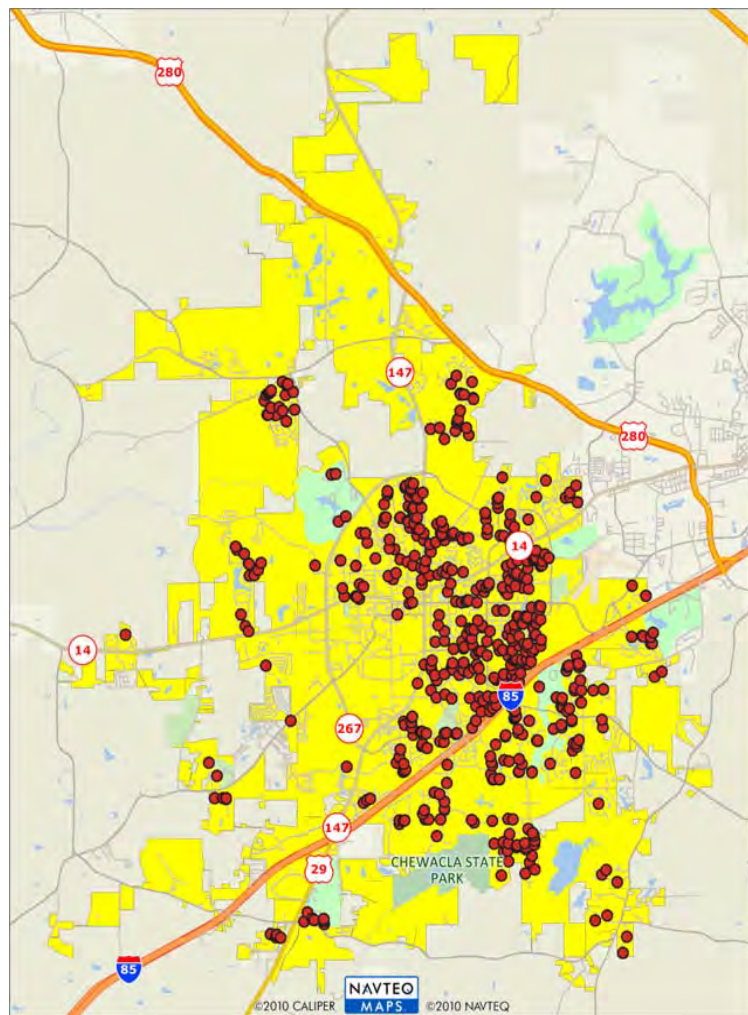 280
147
280
14
14
85
267
147
CHEWACLA STATE
PARK
29
85
©2010 CALIPER
NAVTEQ
MAPS.
©2010 NAVTEQ